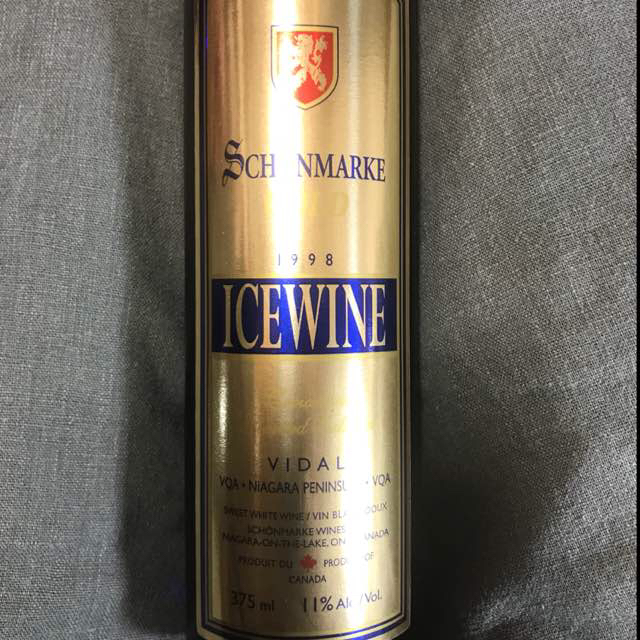 SCHÖNMARKE
1998
ICEWINE
VIDAL
VQA • NIAGARA PENINSULA • VQA
SWEET WHITE WINE / VIN BLANC DOUX
SCHÖNMARKE WINES
NIAGARA-ON-THE-LAKE, ONT. CANADA
PRODUIT DU PRODUCT OF
CANADA
375 ml 11% Alc./Vol.